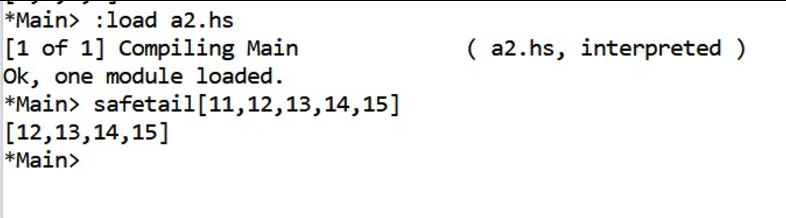 *Main> :load a2.hs
[1 of 1] Compiling Main             ( a2.hs, interpreted )
Ok, one module loaded.
*Main> safetail[11,12,13,14,15]
[12,13,14,15]
*Main>